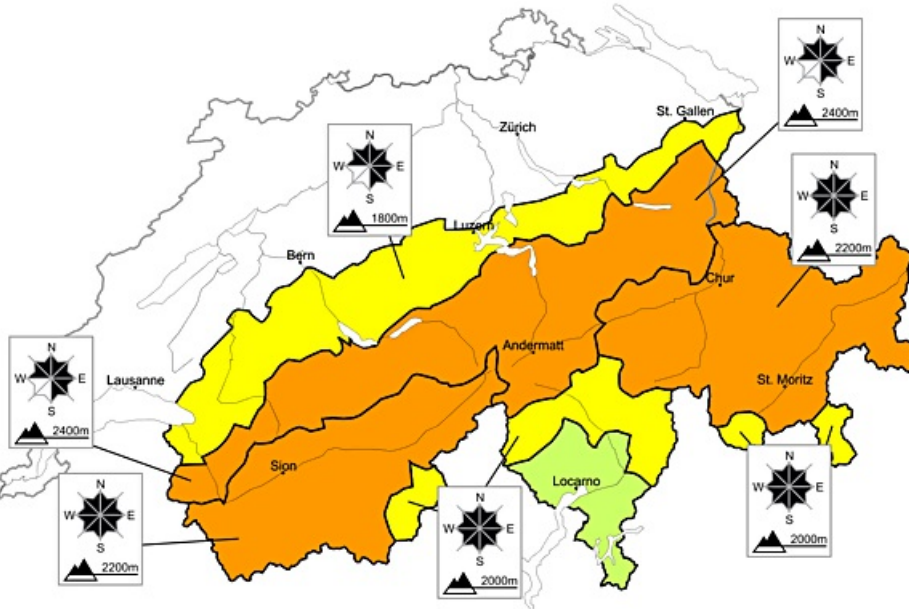 N
W E
S
2400m
St. Gallen
Zürich
N
W E
S
1800m
N
W E
S
2200m
Luzern
Bern
Chur
Andermatt
N
W E
S
2400m
Lausanne
St. Moritz
Sion
Locarno
N
W E
S
2200m
N
W E
S
2000m
N
W E
S
2000m